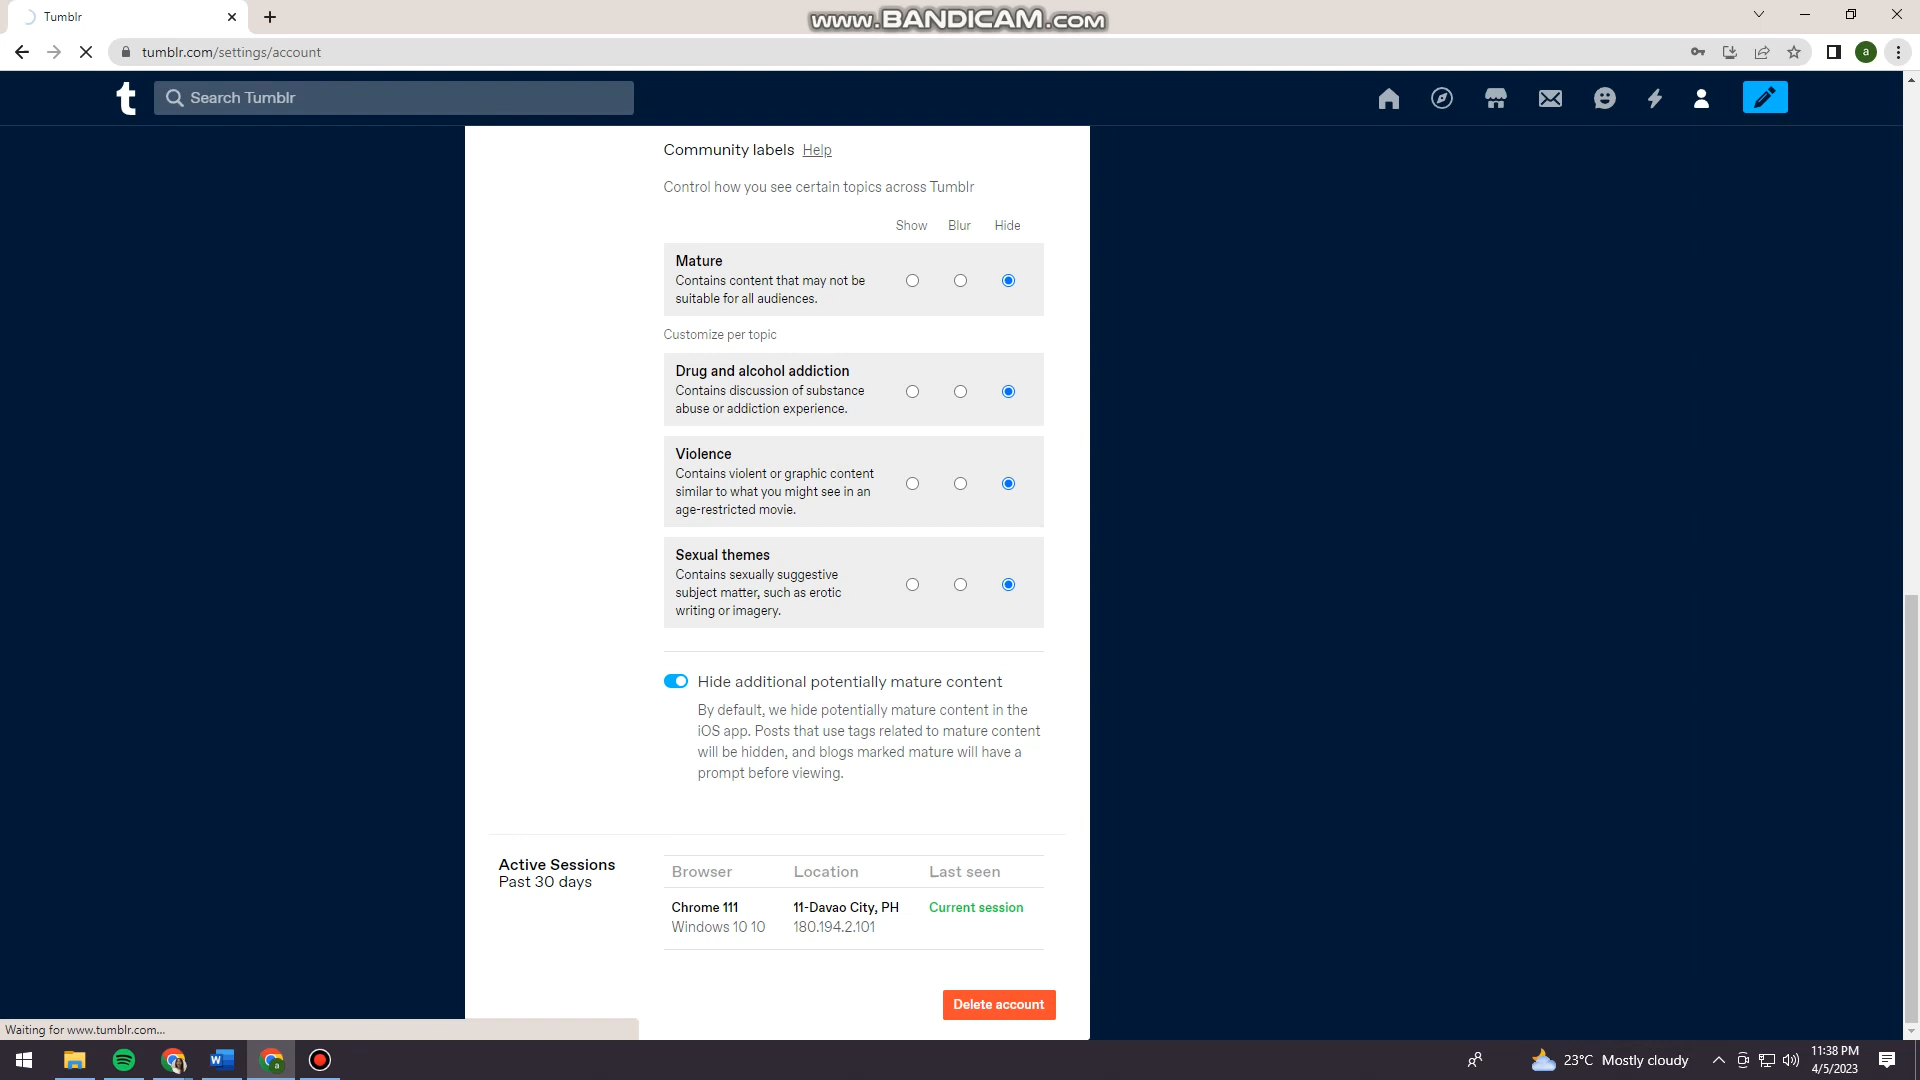 Tumblr
www.BANDICAM.com
tumblr.com/settings/account
a
t
Search Tumblr
Community labels Help
Control how you see certain topics across Tumblr
Show Blur Hide
Mature
Contains content that may not be
suitable for all audiences.
Customize per topic
Drug and alcohol addiction
Contains discussion of substance
abuse or addiction experience.
Violence
Contains violent or graphic content
similar to what you might see in an
age-restricted movie.
Sexual themes
Contains sexually suggestive
subject matter, such as erotic
writing or imagery.
Hide additional potentially mature content
By default, we hide potentially mature content in the
iOS app. Posts that use tags related to mature content
will be hidden, and blogs marked mature will have a
prompt before viewing.
Active Sessions
Past 30 days
Browser Location Last seen
Chrome 111 11-Davao City, PH Current session
Windows 10 10 180.194.2.101
Delete account
Waiting for www.tumblr.com...
W
a
23°C Mostly cloudy
11:38 PM
4/5/2023